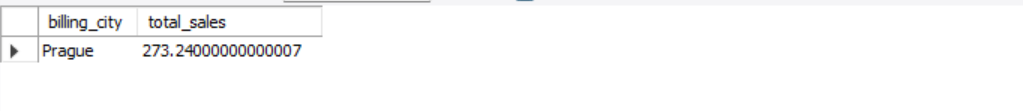 billing_city total_sales
Prague 273.24000000000007